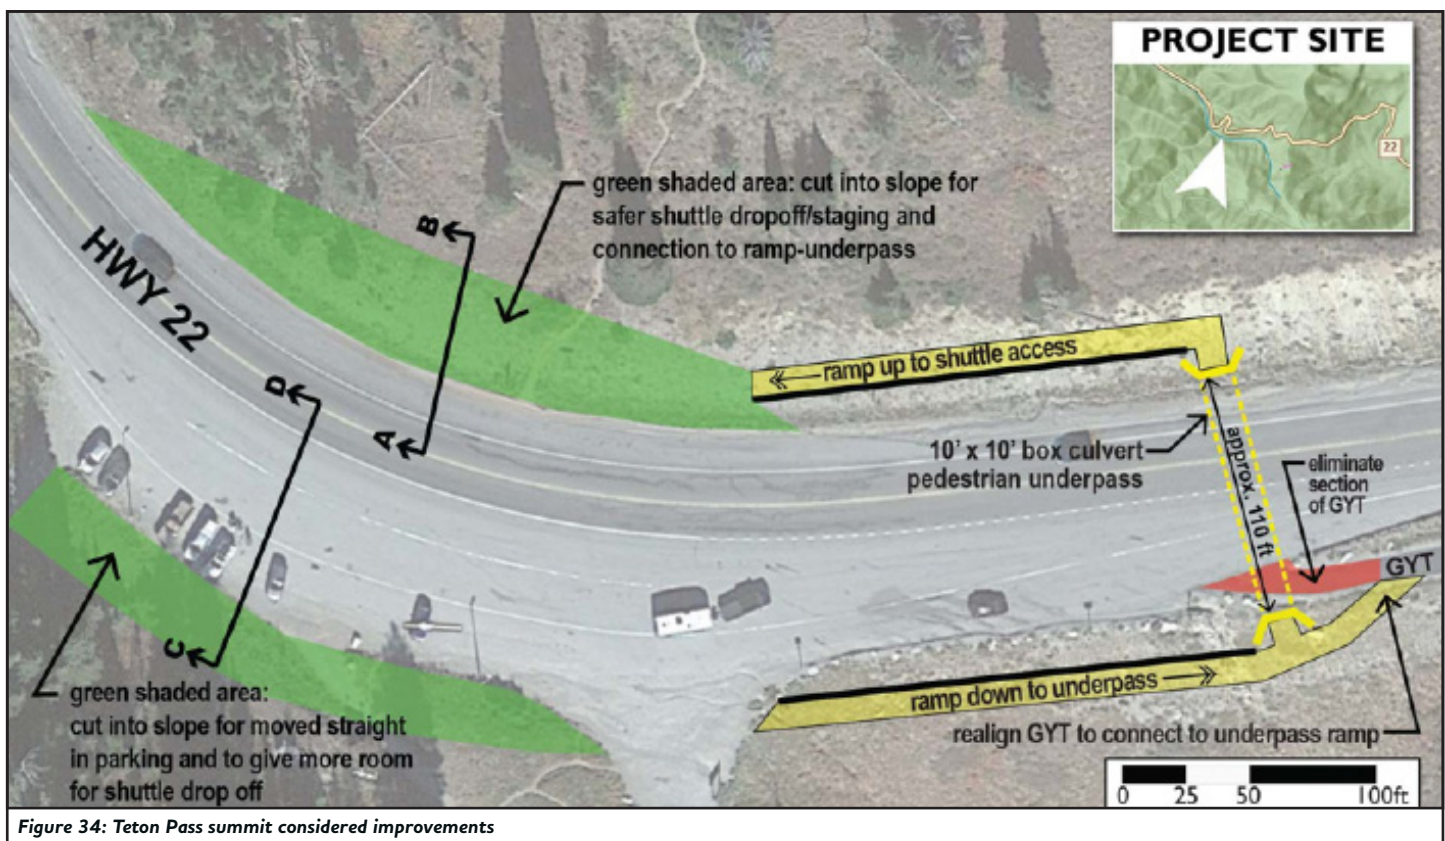 PROJECT SITE
22
green shaded area: cut into slope for
safer shuttle dropoff/staging and
connection to ramp-underpass
B
HWY 22
ramp up to shuttle access
D
A
10' x 10' box culvert
pedestrian underpass
approx. 110 ft
eliminate
section
of GYT
GYT
C
green shaded area:
cut into slope for moved straight
in parking and to give more room
for shuttle drop off
ramp down to underpass
realign GYT to connect to underpass ramp
0 25 50 100ft
Figure 34: Teton Pass summit considered improvements